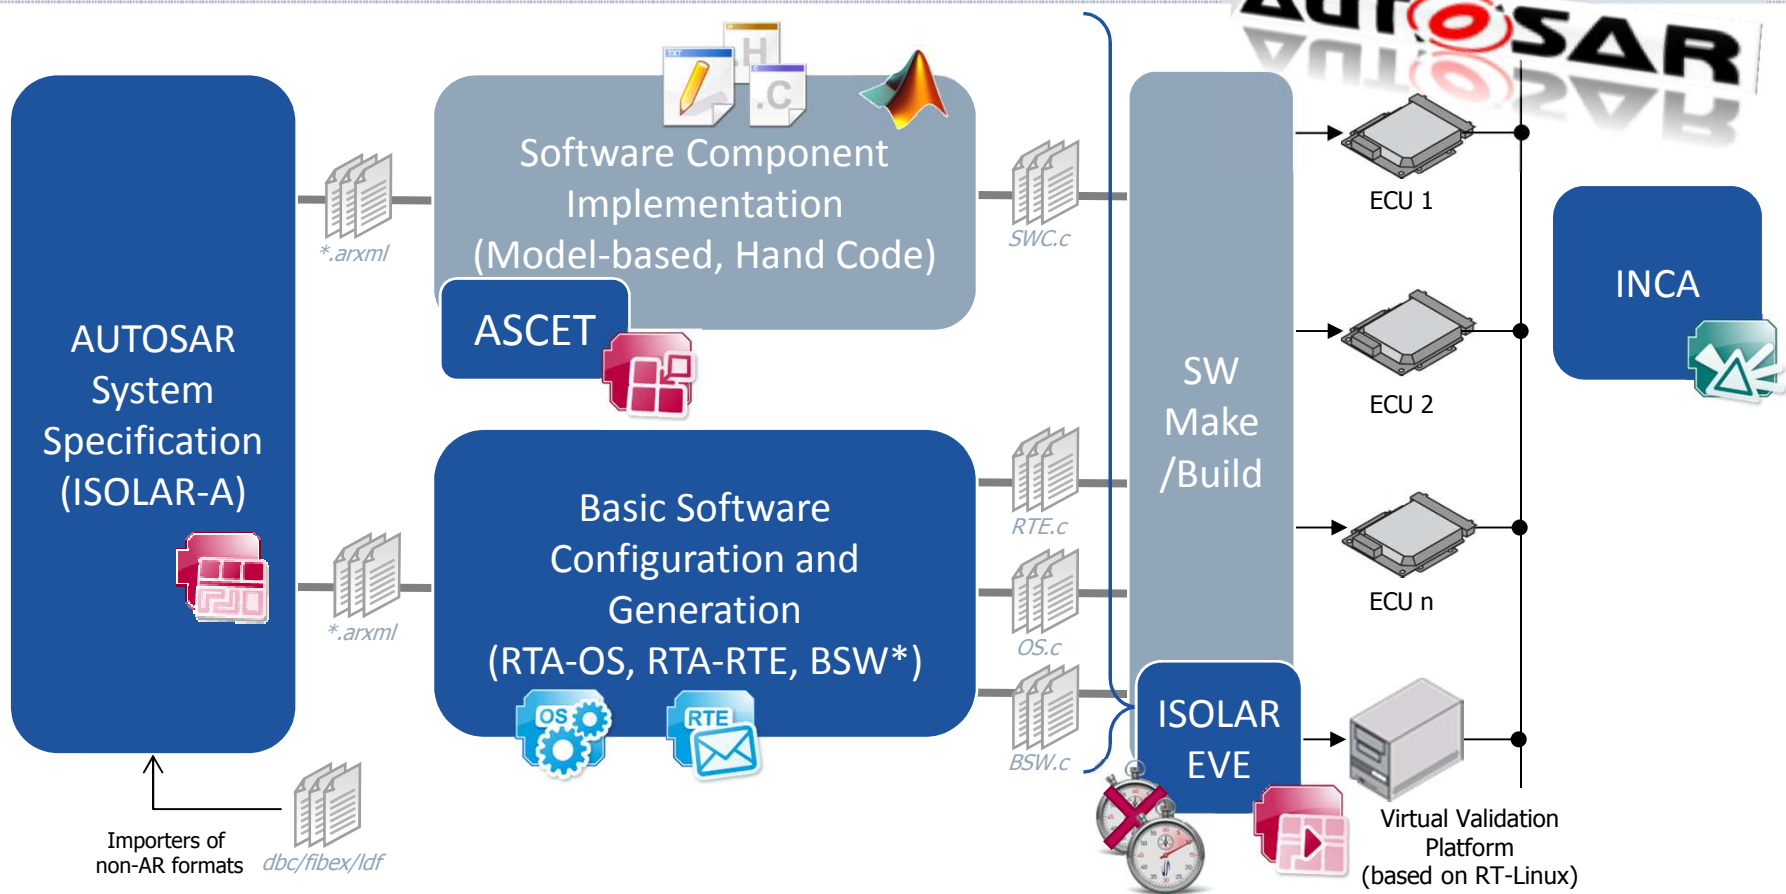 AUTOSAR
TXT
.H
.C
Software Component
Implementation
(Model-based, Hand Code)
ASCET
*.arxml
SWC.c
AUTOSAR
System
Specification
(ISOLAR-A)
*.arxml
Basic Software
Configuration and
Generation
(RTA-OS, RTA-RTE, BSW*)
OS
RTE
RTE.c
OS.c
BSW.c
SW
Make
/Build
ISOLAR
EVE
ECU 1
ECU 2
ECU n
INCA
Virtual Validation
Platform
(based on RT-Linux)
Importers of
non-AR formats
dbc/fibex/ldf